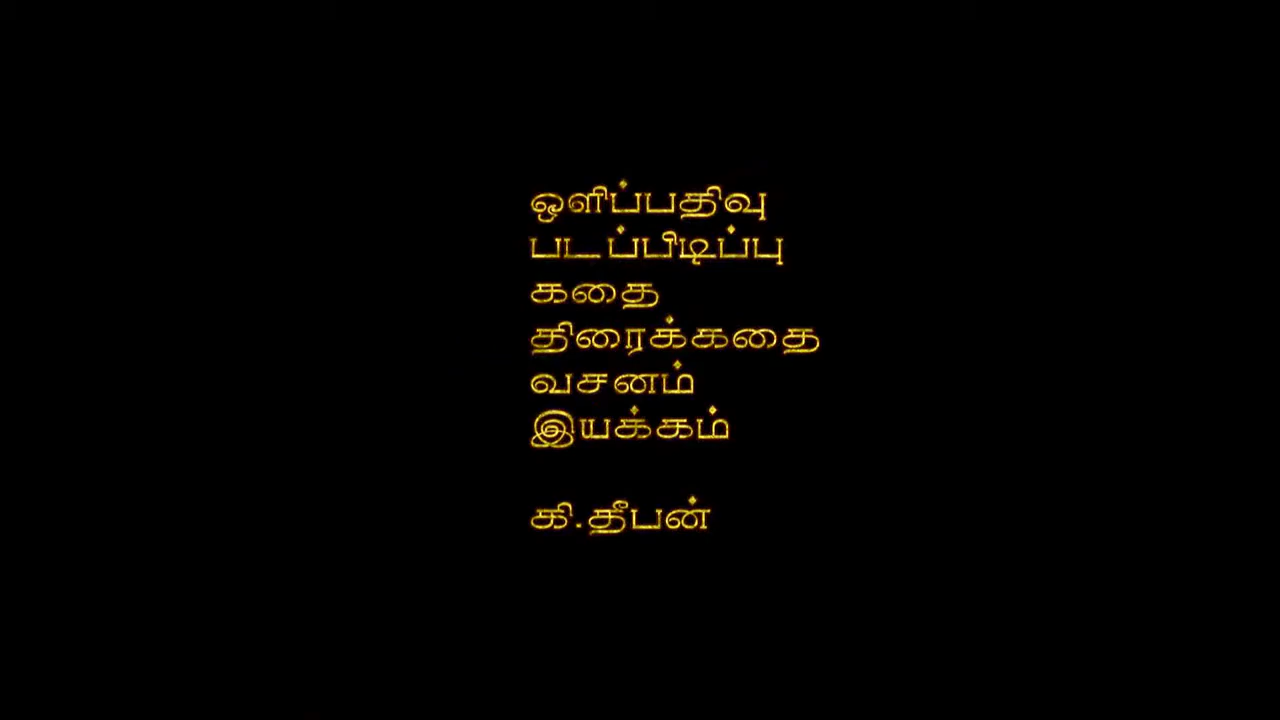 ஒளிப்பதிவு
படப்பிடிப்பு
கதை
திரைக்கதை
வசனம்
இயக்கம்
கி.தீபன்